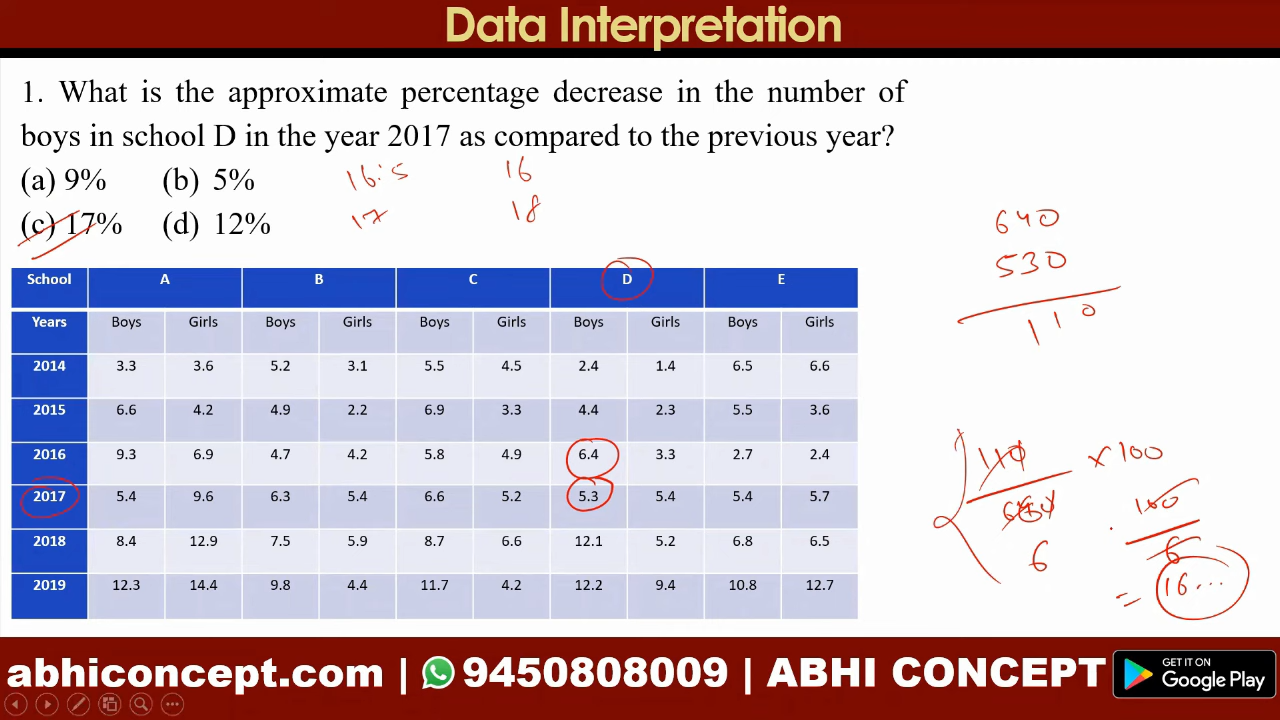 Data Interpretation
1. What is the approximate percentage decrease in the number of
boys in school D in the year 2017 as compared to the previous year?
(a) 9% (b) 5%
(c) 17% (d) 12%
16.5 16
17 18
640
530
110
School A B C D E
Years Boys Girls Boys Girls Boys Girls Boys Girls Boys Girls
2014 3.3 3.6 5.2 3.1 5.5 4.5 2.4 1.4 6.5 6.6
2015 6.6 4.2 4.9 2.2 6.9 3.3 4.4 2.3 5.5 3.6
2016 9.3 6.9 4.7 4.2 5.8 4.9 6.4 3.3 2.7 2.4
2017 5.4 9.6 6.3 5.4 6.6 5.2 5.3 5.4 5.4 5.7
2018 8.4 12.9 7.5 5.9 8.7 6.6 12.1 5.2 6.8 6.5
2019 12.3 14.4 9.8 4.4 11.7 4.2 12.2 9.4 10.8 12.7
110 × 100
6
100
6
= 16...
abhiconcept.com | 9450808009 | ABHI CONCEPT
GET IT ON
Google Play